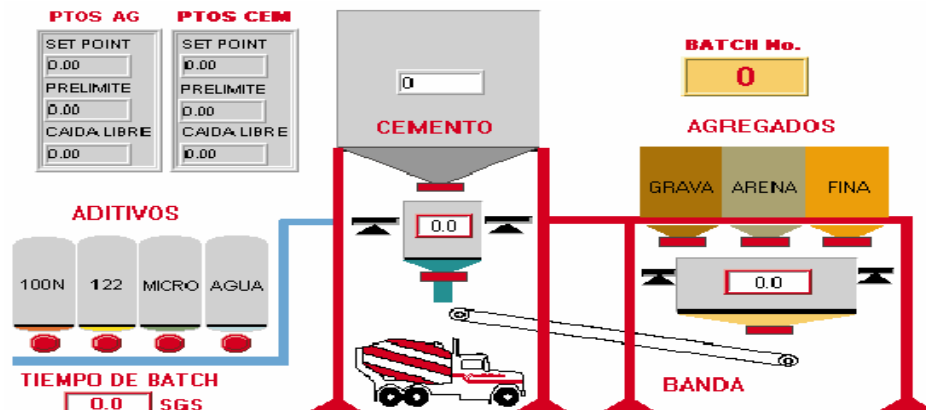 PTOS AG
SET POINT
0.00
PRELIMITE
0.00
CAIDA LIBRE
0.00
PTOS CEM
SET POINT
0.00
PRELIMITE
0.00
CAIDA LIBRE
0.00
0
CEMENTO
0.0
BATCH No.
0
AGREGADOS
GRAVA ARENA FINA
0.0
ADITIVOS
100N 122 MICRO AGUA
TIEMPO DE BATCH
0.0 SGS
BANDA